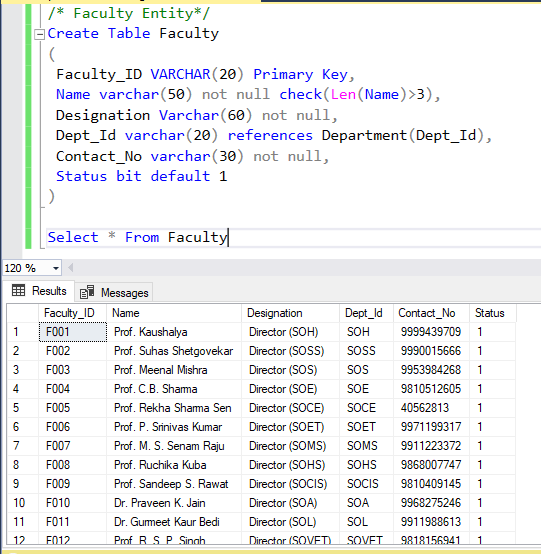 /* Faculty Entity*/
Create Table Faculty
(
Faculty_ID VARCHAR(20) Primary Key,
Name varchar(50) not null check(Len(Name)>3),
Designation Varchar(60) not null,
Dept_Id varchar(20) references Department(Dept_Id),
Contact_No varchar(30) not null,
Status bit default 1
)
Select * From Faculty
120 %
Results Messages
Faculty_ID Name Designation Dept_Id Contact_No Status
1 F001 Prof. Kaushalya Director (SOH) SOH 9999439709 1
2 F002 Prof. Suhas Shetgovekar Director (SOSS) SOSS 9990015666 1
3 F003 Prof. Meenal Mishra Director (SOS) SOS 9953984268 1
4 F004 Prof. C.B. Sharma Director (SOE) SOE 9810512605 1
5 F005 Prof. Rekha Sharma Sen Director (SOCE) SOCE 40562813 1
6 F006 Prof. P. Srinivas Kumar Director (SOET) SOET 9971199317 1
7 F007 Prof. M. S. Senam Raju Director (SOMS) SOMS 9911223372 1
8 F008 Prof. Ruchika Kuba Director (SOHS) SOHS 9868007747 1
9 F009 Prof. Sandeep S. Rawat Director (SOCIS) SOCIS 9810409145 1
10 F010 Dr. Praveen K. Jain Director (SOA) SOA 9968275246 1
11 F011 Dr. Gurmeet Kaur Bedi Director (SOL) SOL 9911988613 1
12 F012 Prof. R. S. P. Singh Director (SOVET) SOVET 9818156941 1